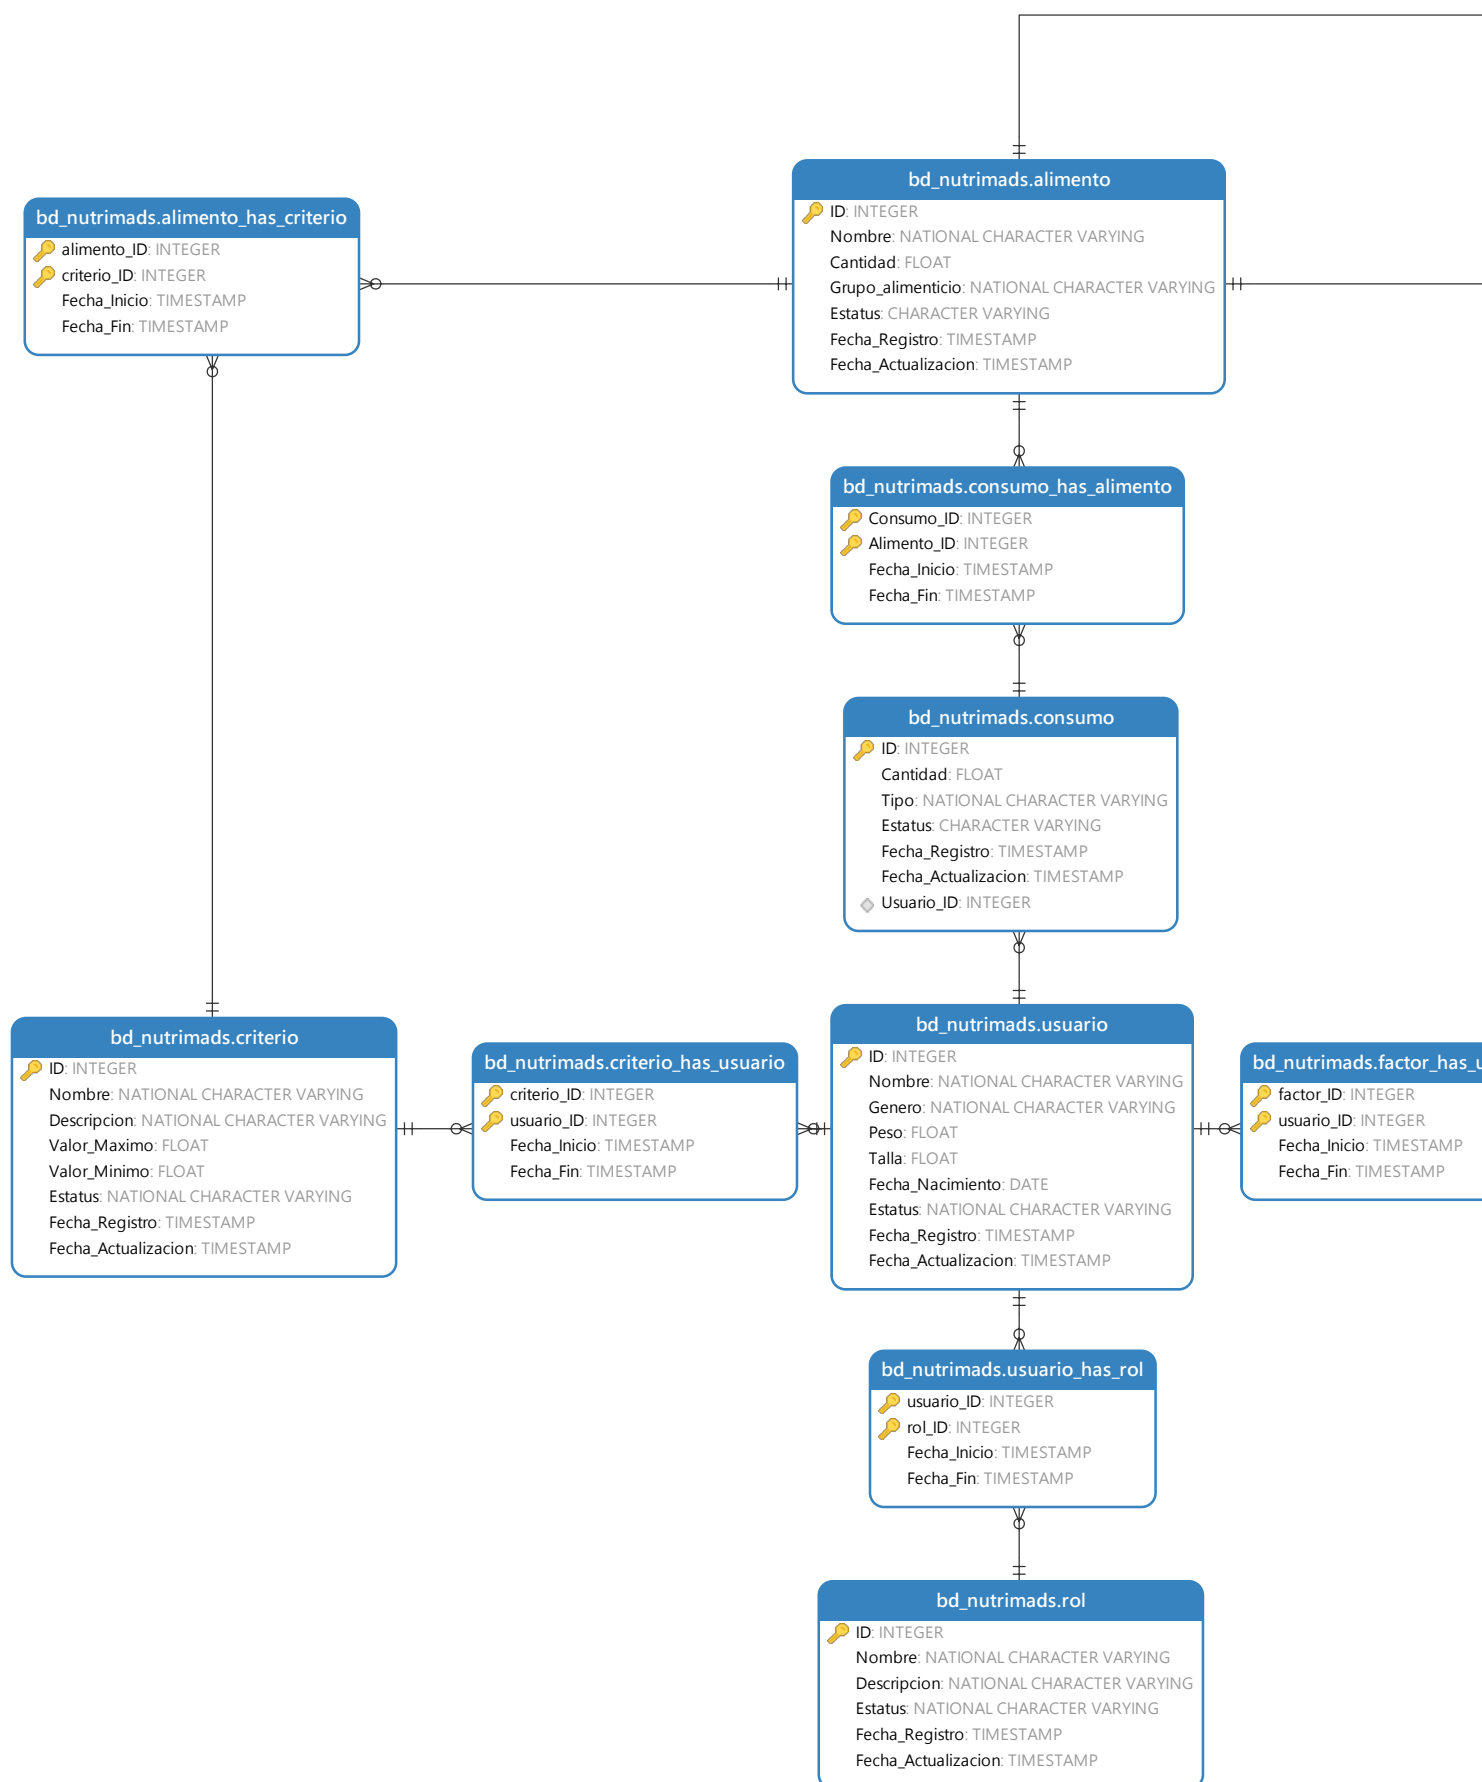 bd_nutrimads.alimento
ID: INTEGER
Nombre: NATIONAL CHARACTER VARYING
Cantidad: FLOAT
Grupo_alimenticio: NATIONAL CHARACTER VARYING
Estatus: CHARACTER VARYING
Fecha_Registro: TIMESTAMP
Fecha_Actualizacion: TIMESTAMP
bd_nutrimads.alimento_has_criterio
alimento_ID: INTEGER
criterio_ID: INTEGER
Fecha_Inicio: TIMESTAMP
Fecha_Fin: TIMESTAMP
bd_nutrimads.consumo_has_alimento
Consumo_ID: INTEGER
Alimento_ID: INTEGER
Fecha_Inicio: TIMESTAMP
Fecha_Fin: TIMESTAMP
bd_nutrimads.consumo
ID: INTEGER
Cantidad: FLOAT
Tipo: NATIONAL CHARACTER VARYING
Estatus: CHARACTER VARYING
Fecha_Registro: TIMESTAMP
Fecha_Actualizacion: TIMESTAMP
Usuario_ID: INTEGER
bd_nutrimads.criterio
ID: INTEGER
Nombre: NATIONAL CHARACTER VARYING
Descripcion: NATIONAL CHARACTER VARYING
Valor_Maximo: FLOAT
Valor_Minimo: FLOAT
Estatus: NATIONAL CHARACTER VARYING
Fecha_Registro: TIMESTAMP
Fecha_Actualizacion: TIMESTAMP
bd_nutrimads.criterio_has_usuario
criterio_ID: INTEGER
usuario_ID: INTEGER
Fecha_Inicio: TIMESTAMP
Fecha_Fin: TIMESTAMP
bd_nutrimads.usuario
ID: INTEGER
Nombre: NATIONAL CHARACTER VARYING
Genero: NATIONAL CHARACTER VARYING
Peso: FLOAT
Talla: FLOAT
Fecha_Nacimiento: DATE
Estatus: NATIONAL CHARACTER VARYING
Fecha_Registro: TIMESTAMP
Fecha_Actualizacion: TIMESTAMP
bd_nutrimads.factor_has_u
factor_ID: INTEGER
usuario_ID: INTEGER
Fecha_Inicio: TIMESTAMP
Fecha_Fin: TIMESTAMP
bd_nutrimads.usuario_has_rol
usuario_ID: INTEGER
rol_ID: INTEGER
Fecha_Inicio: TIMESTAMP
Fecha_Fin: TIMESTAMP
bd_nutrimads.rol
ID: INTEGER
Nombre: NATIONAL CHARACTER VARYING
Descripcion: NATIONAL CHARACTER VARYING
Estatus: NATIONAL CHARACTER VARYING
Fecha_Registro: TIMESTAMP
Fecha_Actualizacion: TIMESTAMP